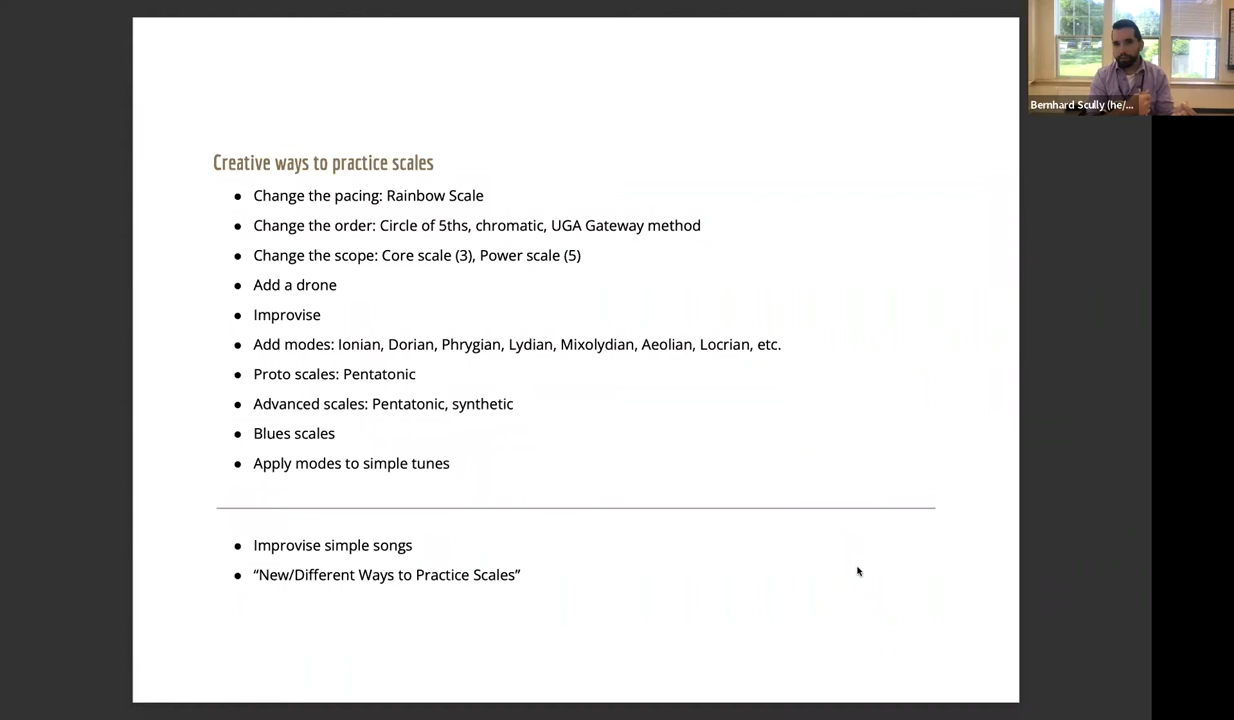 Creative ways to practice scales
● Change the pacing: Rainbow Scale
● Change the order: Circle of 5ths, chromatic, UGA Gateway method
● Change the scope: Core scale (3), Power scale (5)
● Add a drone
● Improvise
● Add modes: Ionian, Dorian, Phrygian, Lydian, Mixolydian, Aeolian, Locrian, etc.
● Proto scales: Pentatonic
● Advanced scales: Pentatonic, synthetic
● Blues scales
● Apply modes to simple tunes
● Improvise simple songs
● “New/Different Ways to Practice Scales”
Bernhard Scully (he/...